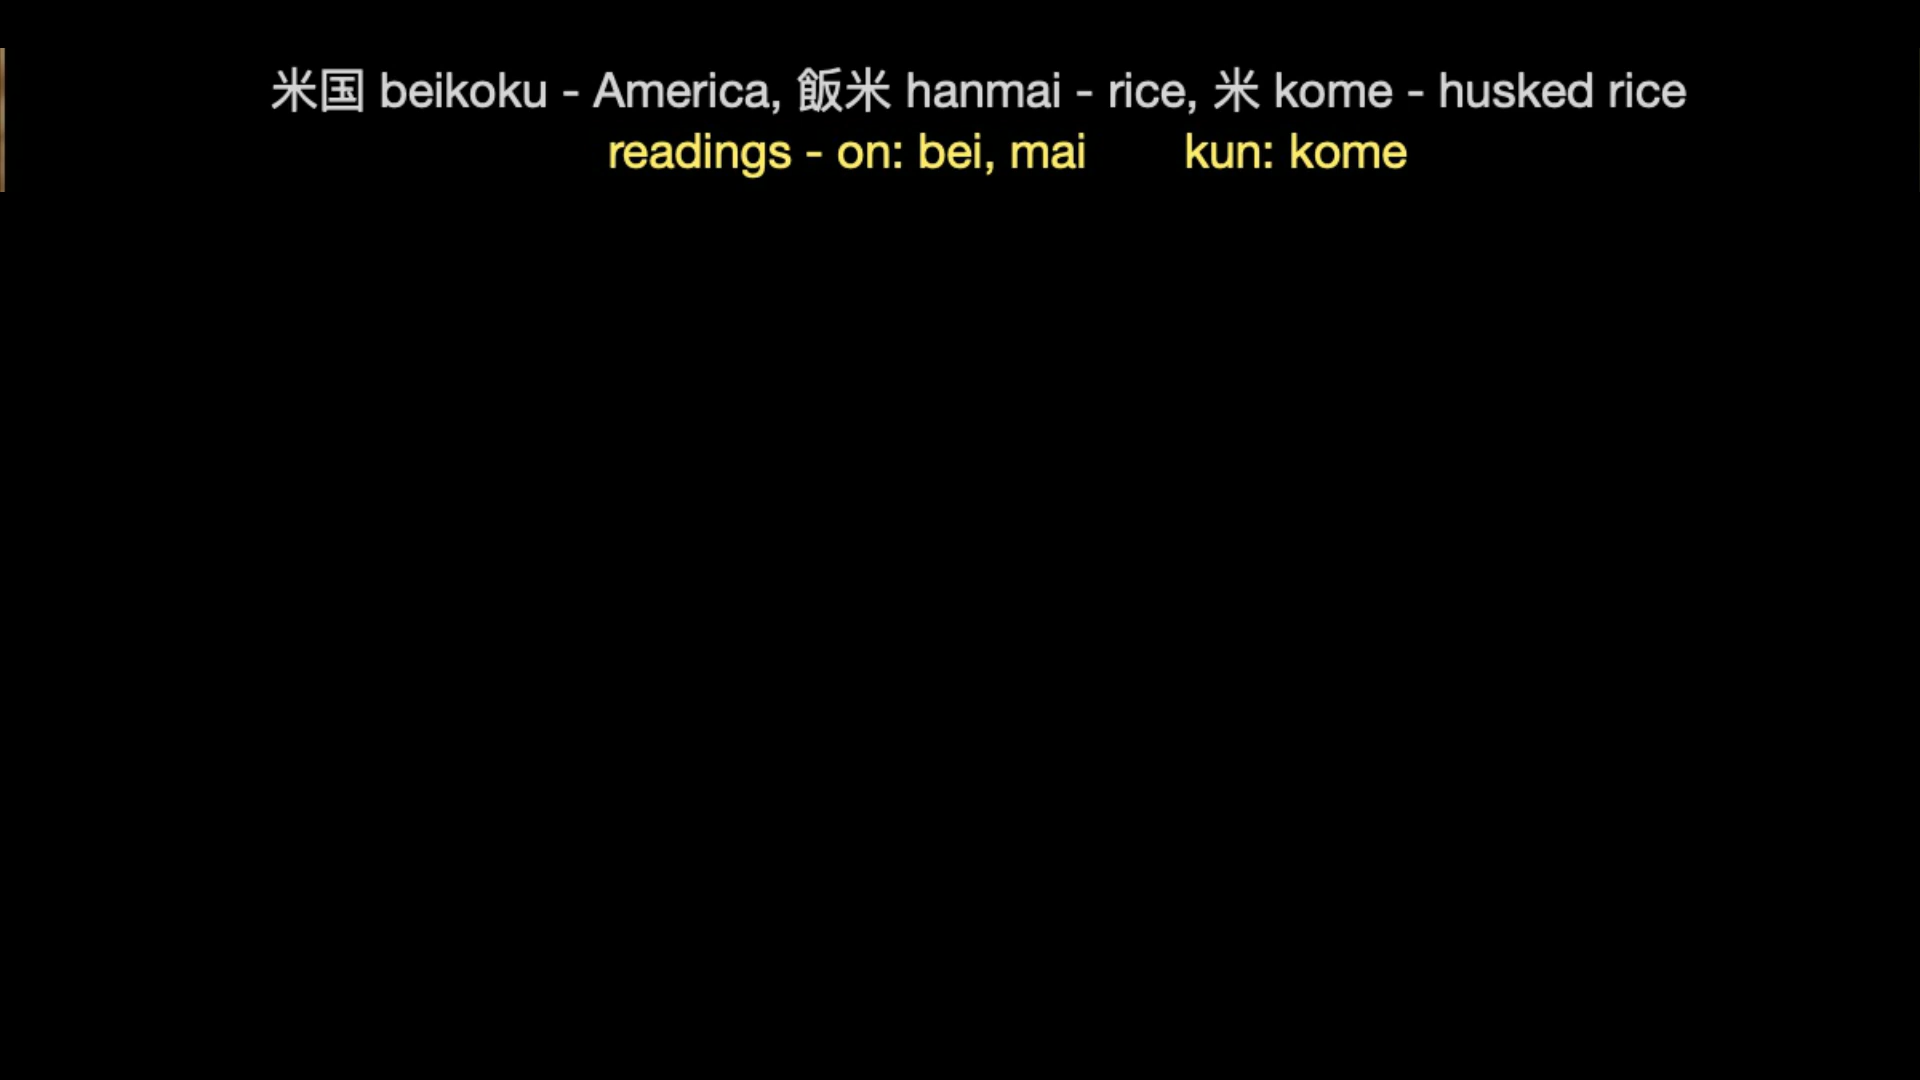 米国 beikoku - America, 飯米 hanmai - rice, 米 kome - husked rice
readings - on: bei, mai kun: kome